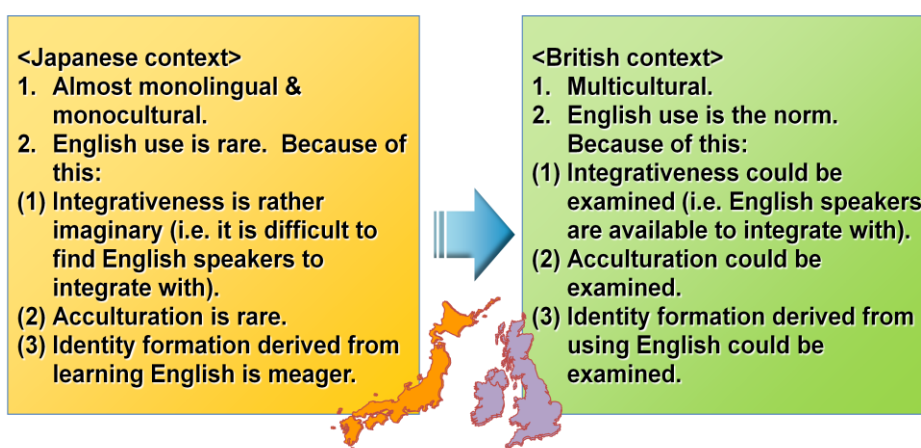 <Japanese context>
1. Almost monolingual &
monocultural.
2. English use is rare. Because of
this:
(1) Integrativeness is rather
imaginary (i.e. it is difficult to
find English speakers to
integrate with).
(2) Acculturation is rare.
(3) Identity formation derived from
learning English is meager.
<British context>
1. Multicultural.
2. English use is the norm.
Because of this:
(1) Integrativeness could be
examined (i.e. English speakers
are available to integrate with).
(2) Acculturation could be
examined.
(3) Identity formation derived from
using English could be
examined.